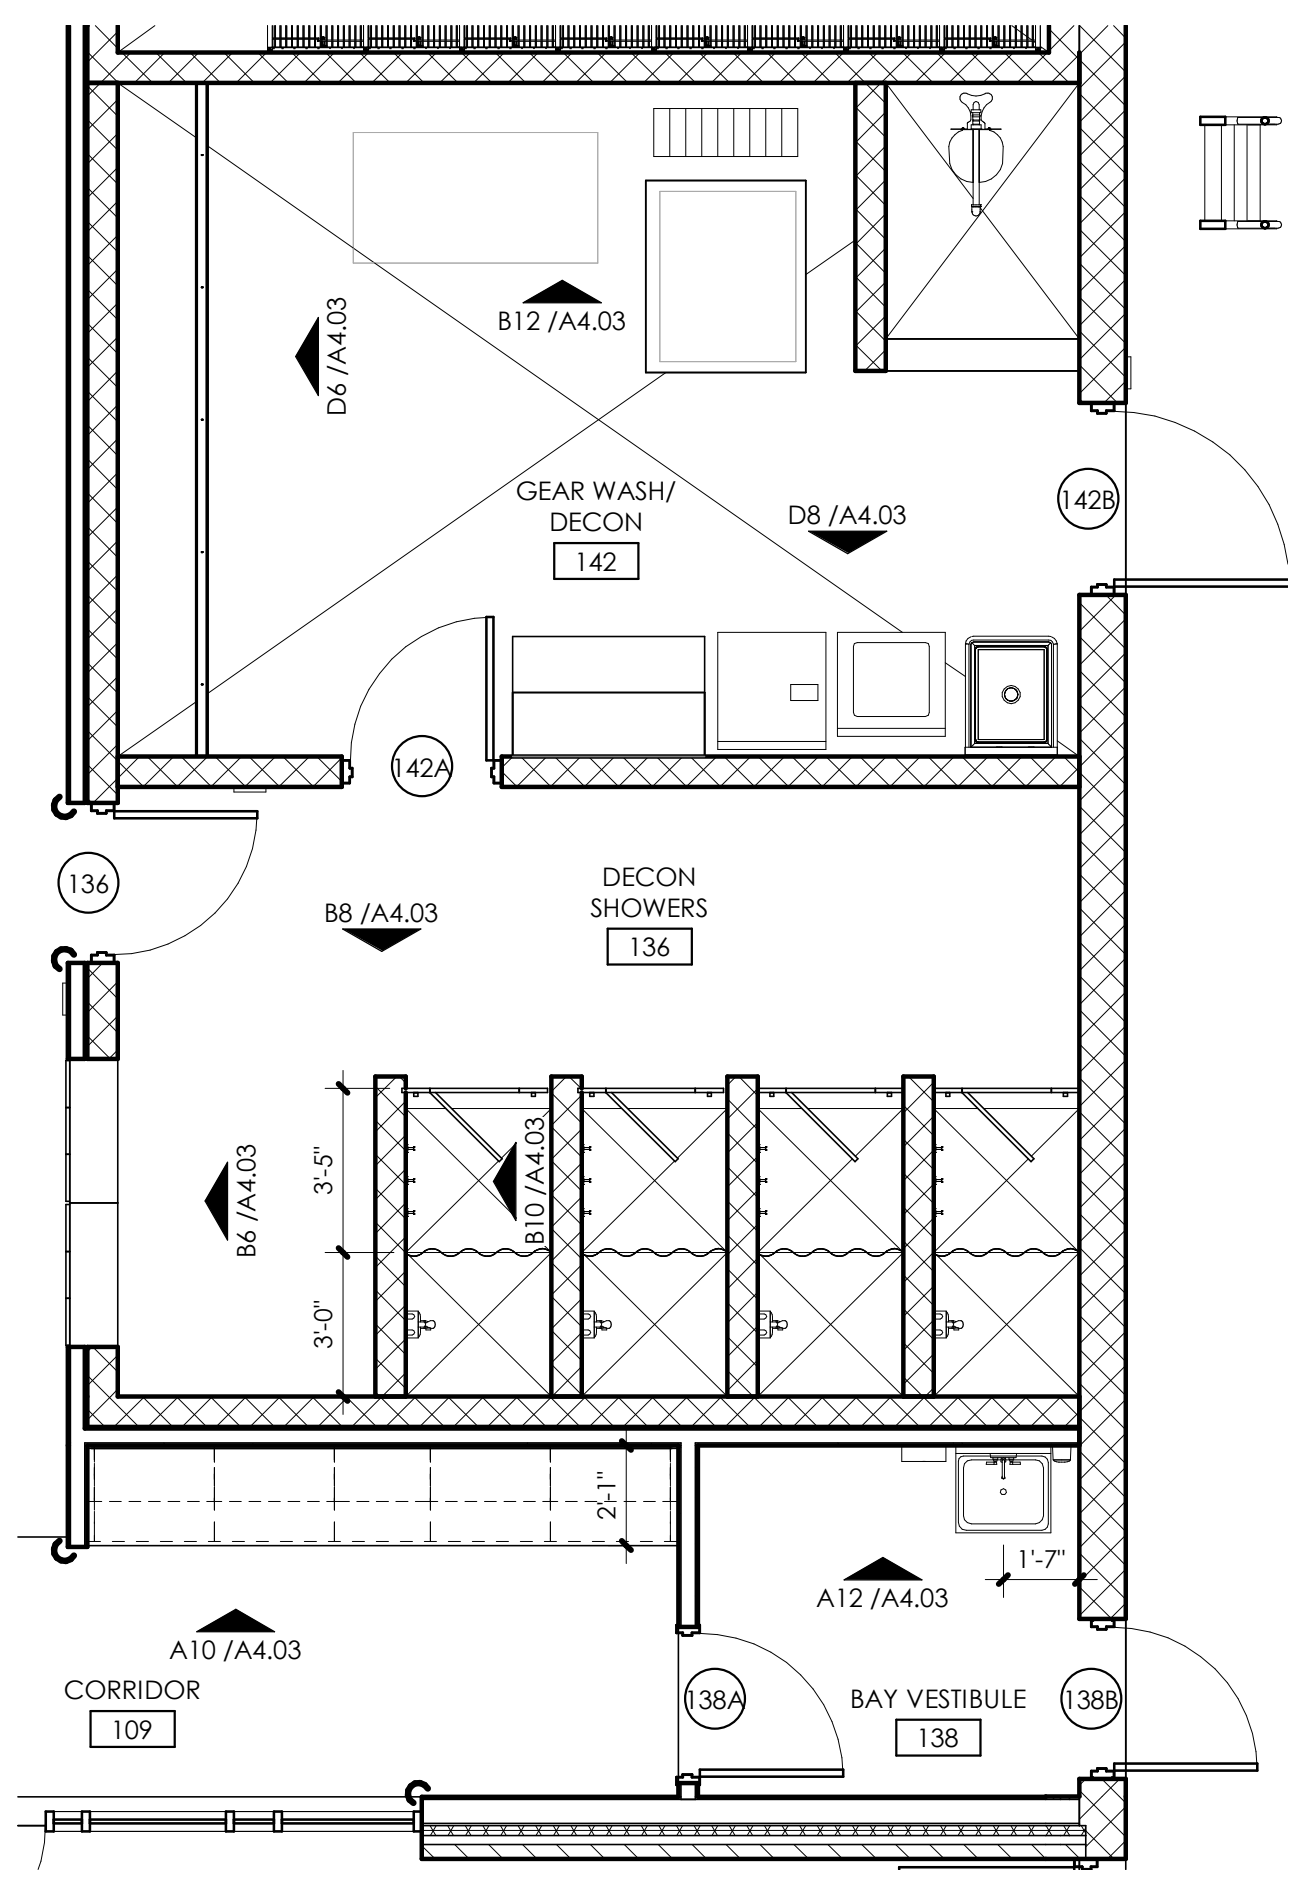 B12 /A4.03
D6 /A4.03
GEAR WASH/
DECON
142
D8 /A4.03
142B
142A
136
DECON
SHOWERS
136
B8 /A4.03
3'-5"
B6 /A4.03
B10 /A4.03
3'-0"
2'-1"
1'-7"
A12 /A4.03
A10 /A4.03
CORRIDOR
109
138A
BAY VESTIBULE
138
138B